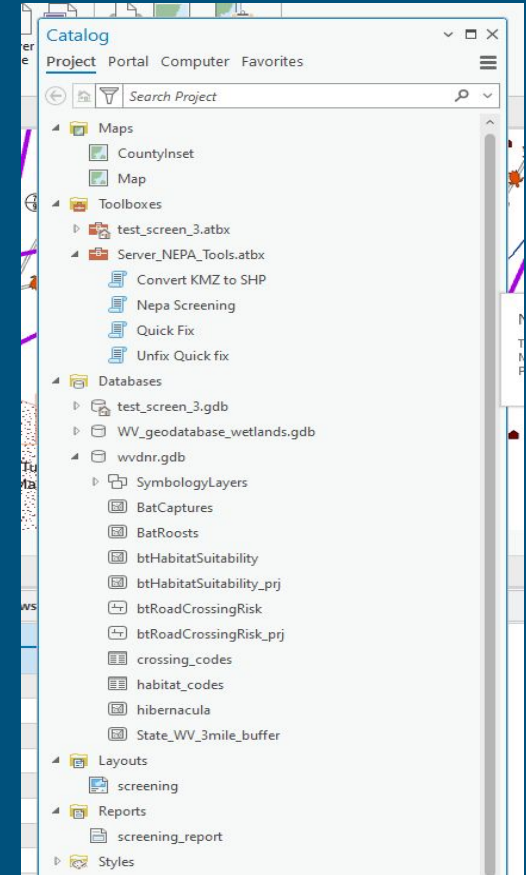 Catalog
Project Portal Computer Favorites
Search Project
Maps
CountyInset
Map
Toolboxes
test_screen_3.atbx
Server_NEPA_Tools.atbx
Convert KMZ to SHP
Nepa Screening
Quick Fix
Unfix Quick fix
Databases
test_screen_3.gdb
WV_geodatabase_wetlands.gdb
wvdnr.gdb
SymbologyLayers
BatCaptures
BatRoosts
btHabitatSuitability
btHabitatSuitability_prj
btRoadCrossingRisk
btRoadCrossingRisk_prj
crossing_codes
habitat_codes
hibernacula
State_WV_3mile_buffer
Layouts
screening
Reports
screening_report
Styles